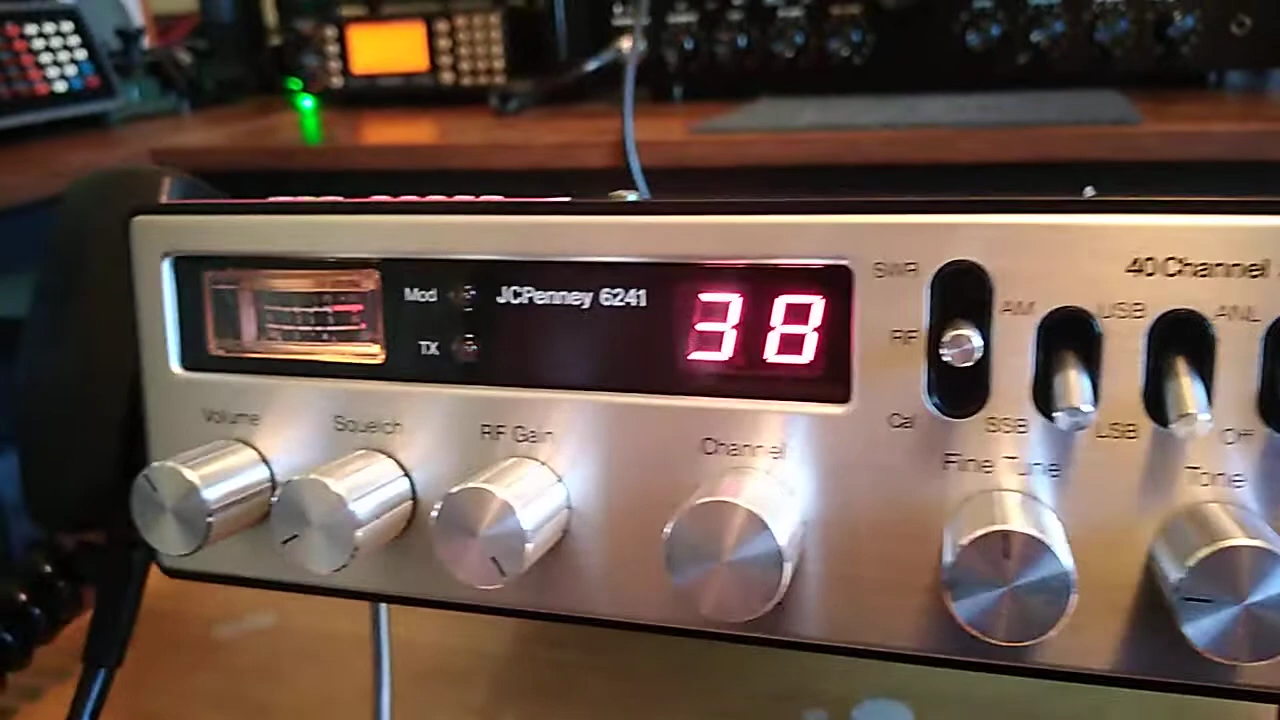 SWR
40 Channel
Mod
JCPenney 6241
38
AM
USB
ANL
RF
TX
Cal
SSB
LSB
Volume
Squelch
RF Gain
Channel
Fine Tune
Tone